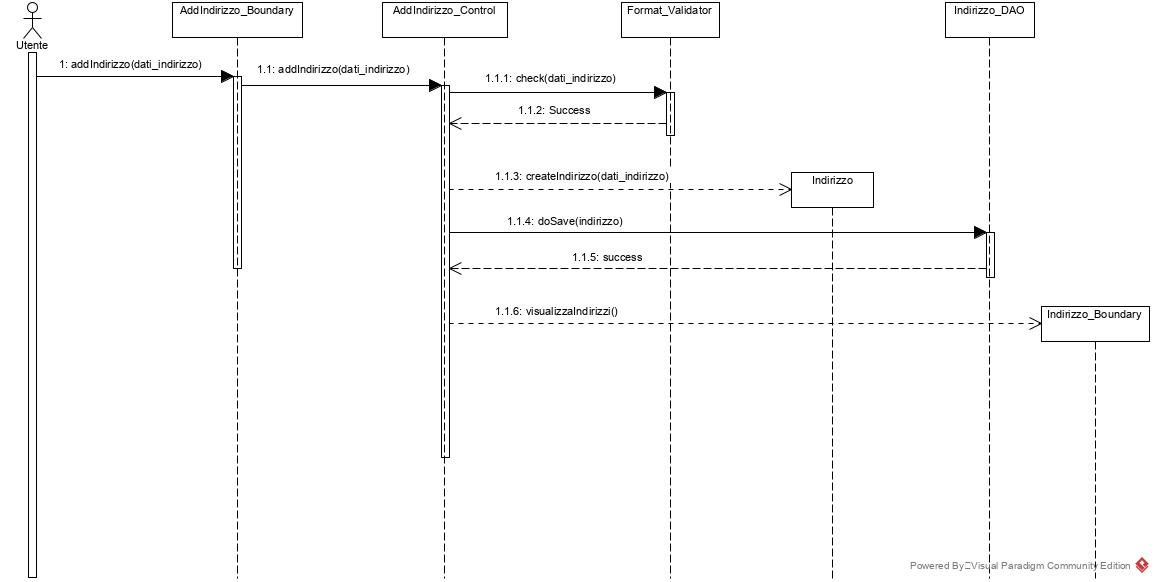 AddIndirizzo_Boundary
AddIndirizzo_Control
Format_Validator
Indirizzo_DAO
Utente
1: addIndirizzo(dati_indirizzo)
1.1: addIndirizzo(dati_indirizzo)
1.1.1: check(dati_indirizzo)
1.1.2: Success
1.1.3: createIndirizzo(dati_indirizzo)
Indirizzo
1.1.4: doSave(indirizzo)
1.1.5: success
1.1.6: visualizzaIndirizzi()
Indirizzo_Boundary
Powered By Visual Paradigm Community Edition